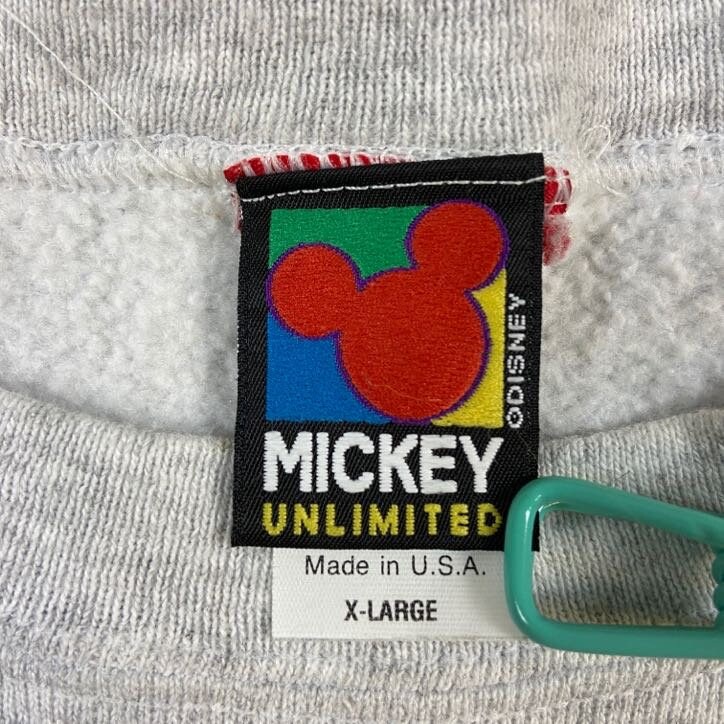 ©DISNEY
MICKEY
UNLIMITED
Made in U.S.A.
X-LARGE